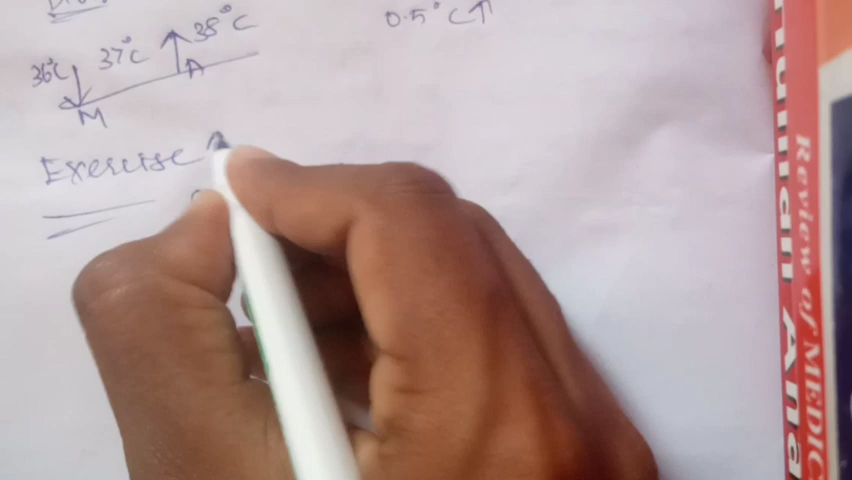 0.5°C↑
38°C
36°C 37°C
A
M
Exercise
Review of MEDIC